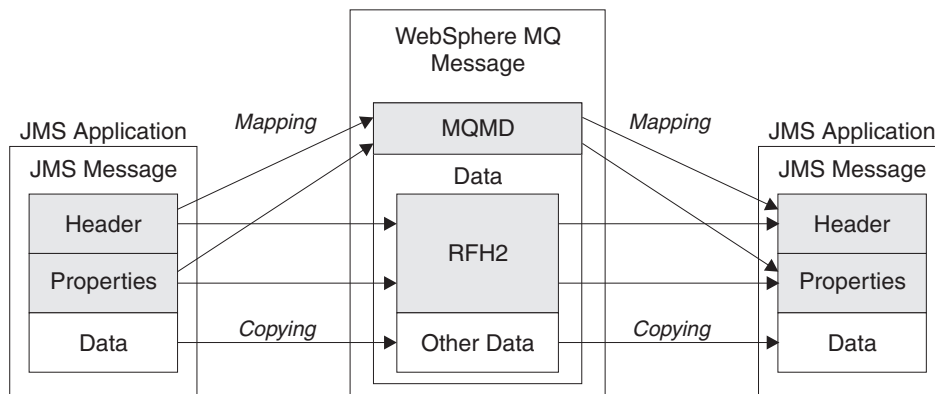 WebSphere MQ
Message
JMS Application
JMS Message
Header
Properties
Data
Mapping
Copying
MQMD
Data
RFH2
Other Data
Mapping
Copying
JMS Application
JMS Message
Header
Properties
Data